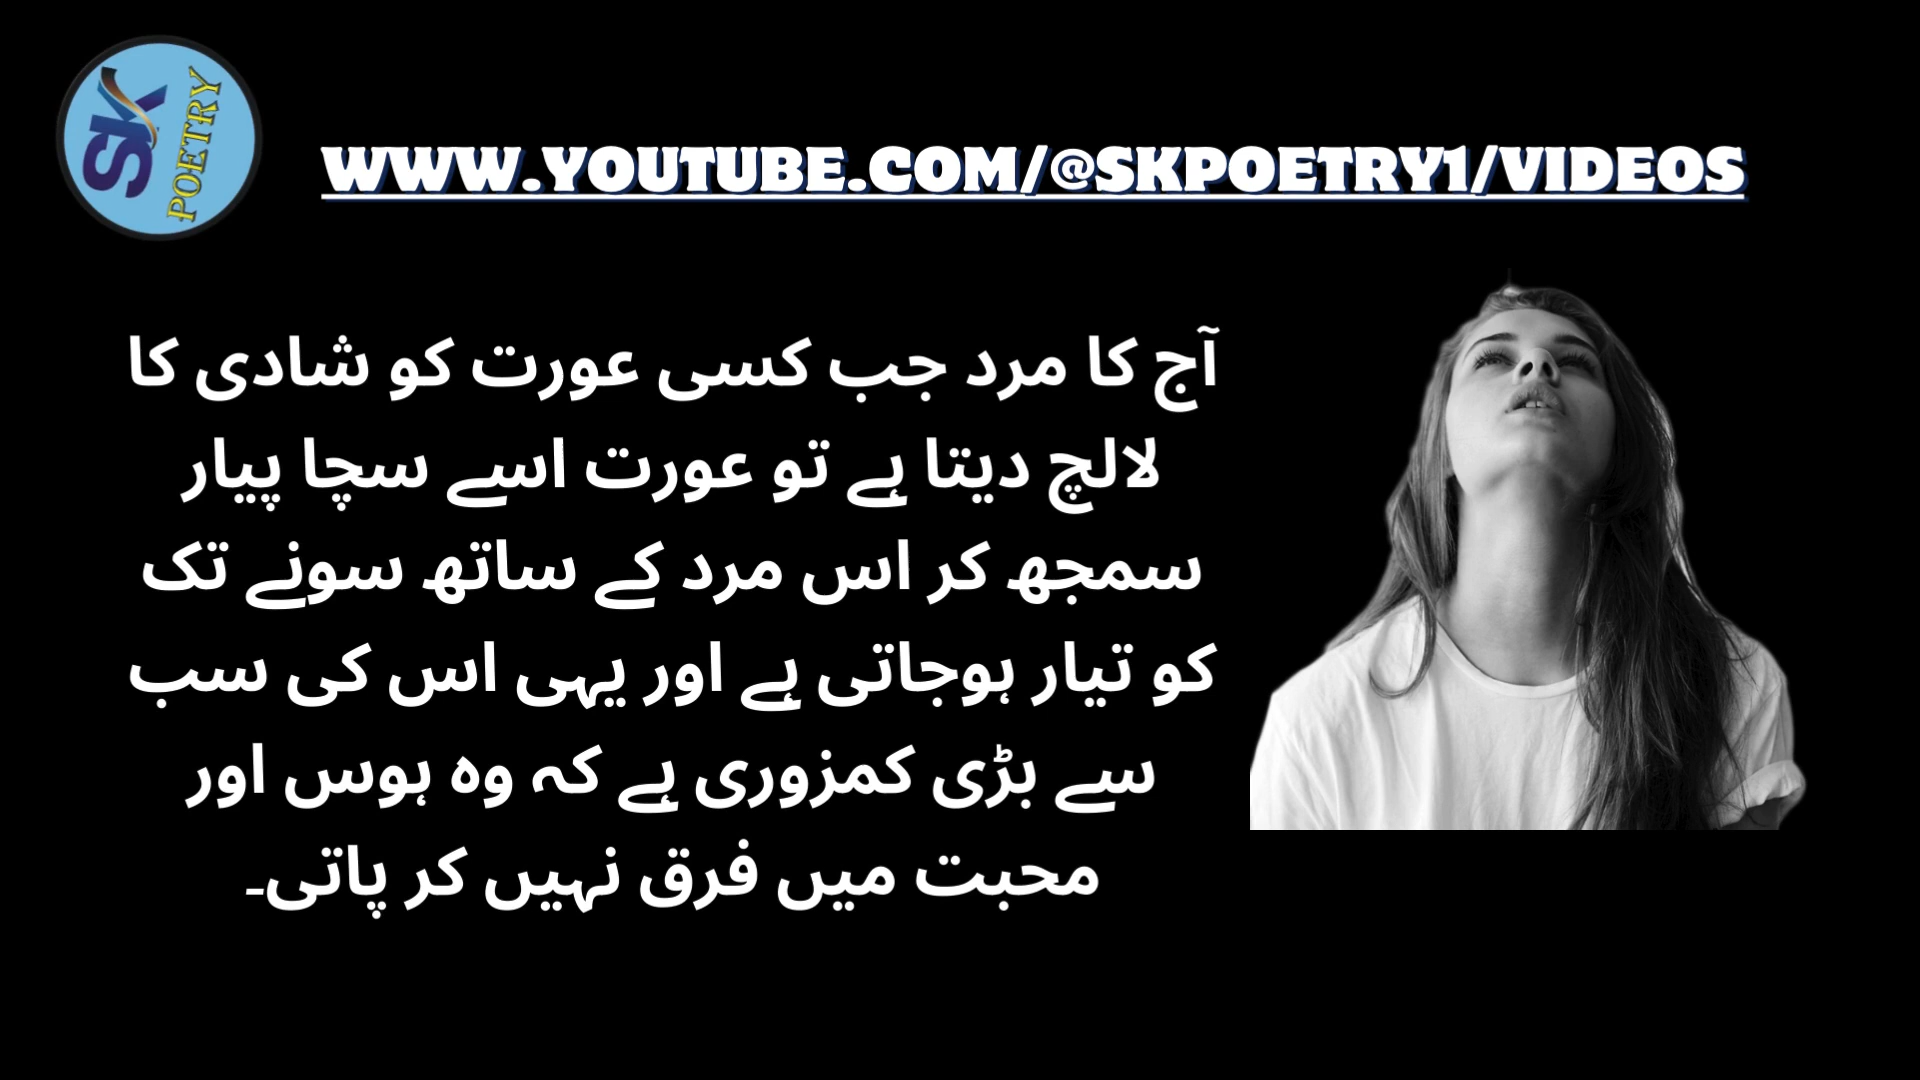 SK
POETRY
WWW.YOUTUBE.COM/@SKPOETRY1/VIDEOS
آج کا مرد جب کسی عورت کو شادی کا
لالچ دیتا ہے تو عورت اسے سچا پیار
سمجھ کر اس مرد کے ساتھ سونے تک
کو تیار ہوجاتی ہے اور یہی اس کی سب
سے بڑی کمزوری ہے کہ وہ ہوس اور
محبت میں فرق نہیں کر پاتی۔